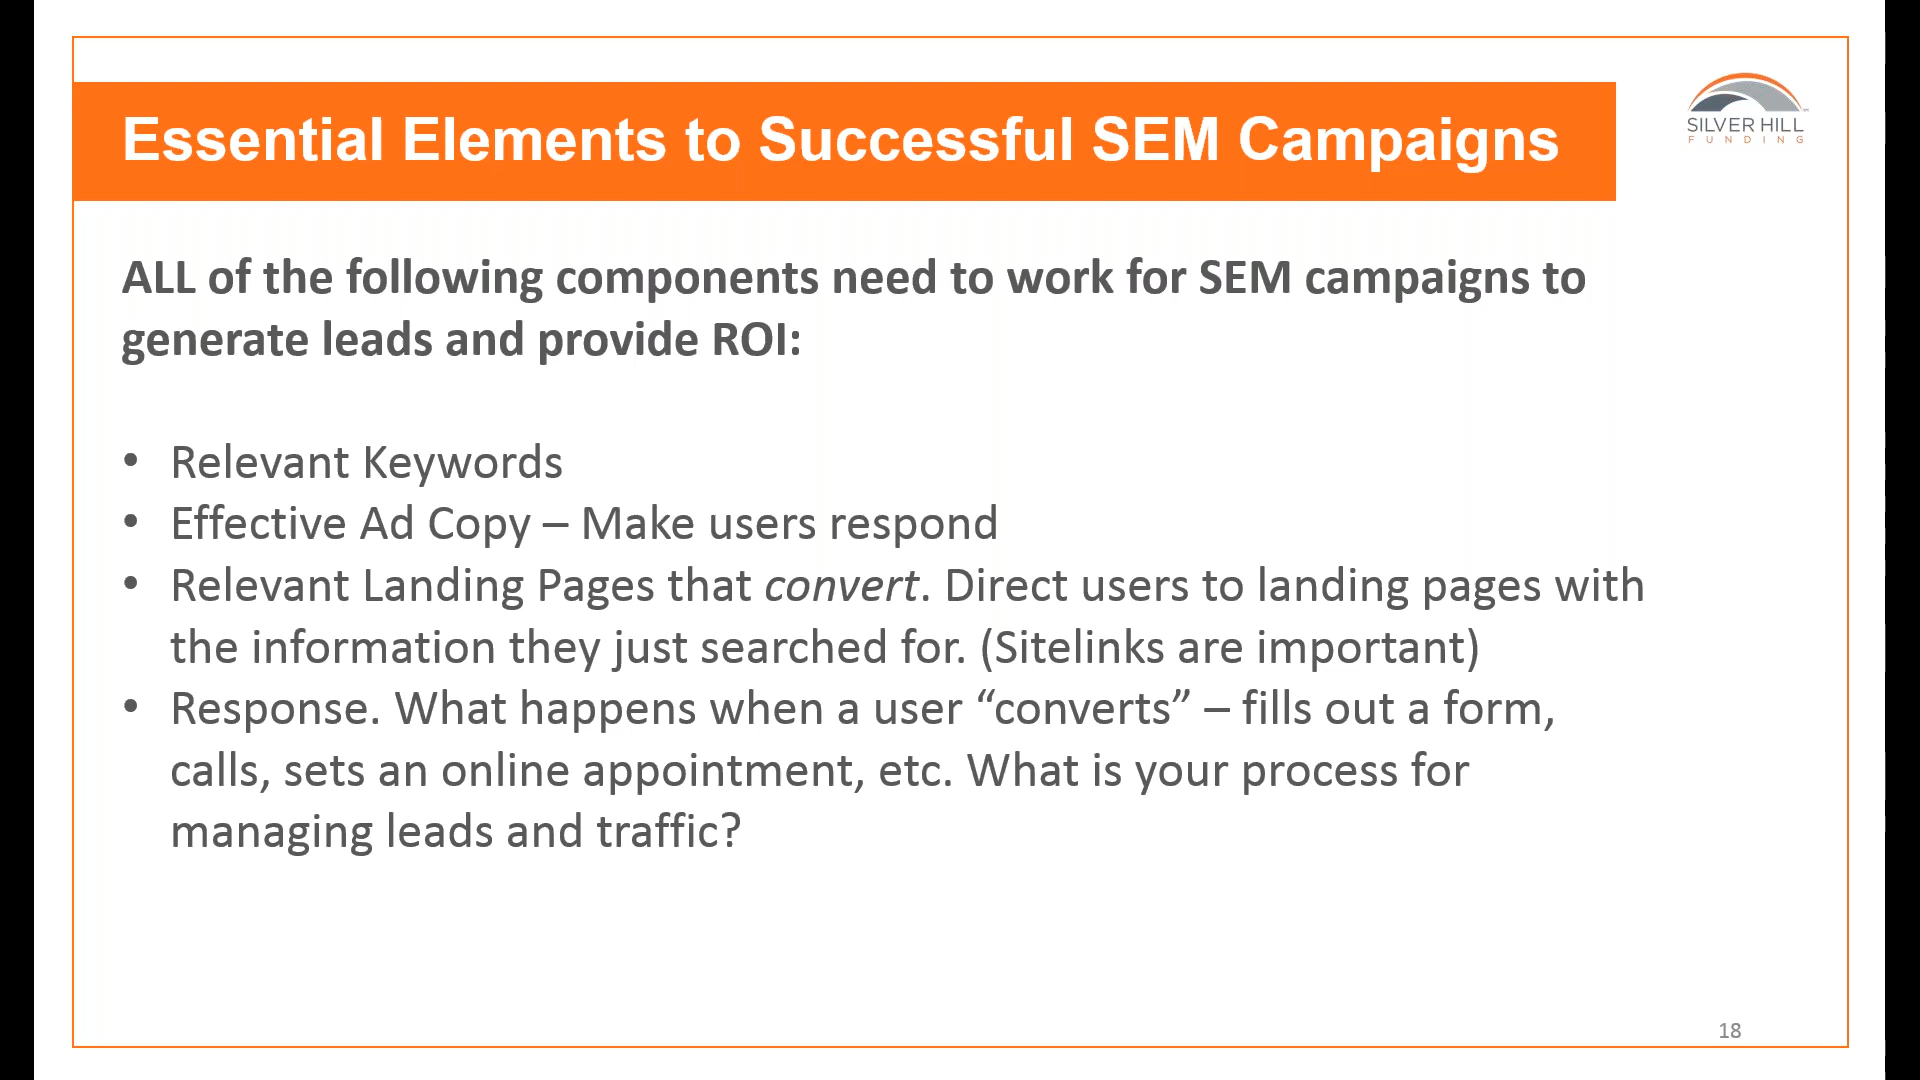 Essential Elements to Successful SEM Campaigns
SILVER HILL
FUNDING
ALL of the following components need to work for SEM campaigns to
generate leads and provide ROI:
• Relevant Keywords
• Effective Ad Copy – Make users respond
• Relevant Landing Pages that convert. Direct users to landing pages with
the information they just searched for. (Sitelinks are important)
• Response. What happens when a user “converts” – fills out a form,
calls, sets an online appointment, etc. What is your process for
managing leads and traffic?
18